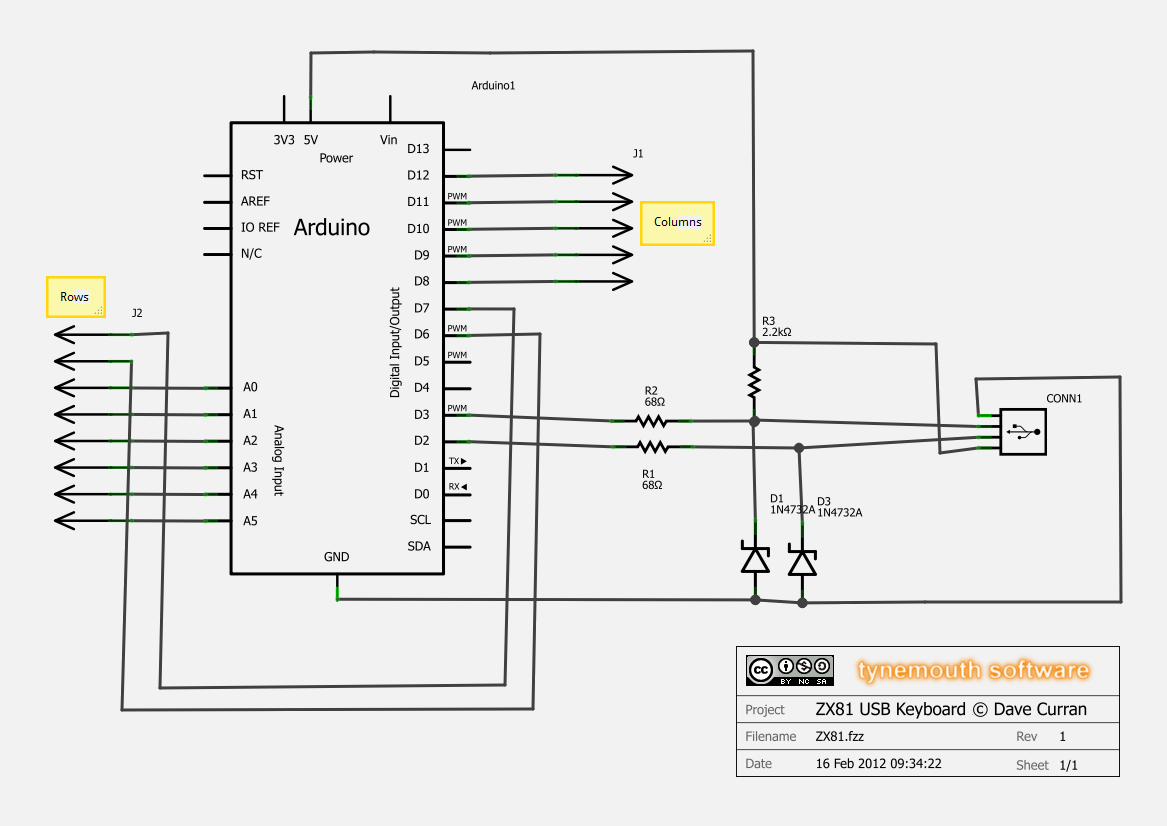 Arduino1
3V3 5V Vin
Power
D13
RST
D12
J1
AREF
PWM
D11
IO REF
Arduino
PWM
D10
Columns
N/C
D9
D8
Rows
J2
Digital Input/Output
D7
PWM
D6
R3
2.2kΩ
PWM
D5
A0
D4
R2
68Ω
CONN1
A1
PWM
D3
A2
Analog Input
D2
A3
TX
D1
R1
68Ω
A4
RX
D0
D1
1N4732A
D3
1N4732A
A5
SCL
SDA
GND
cc BY NC SA
tynemouth software
Project ZX81 USB Keyboard © Dave Curran
Filename ZX81.fzz Rev 1
Date 16 Feb 2012 09:34:22 Sheet 1/1